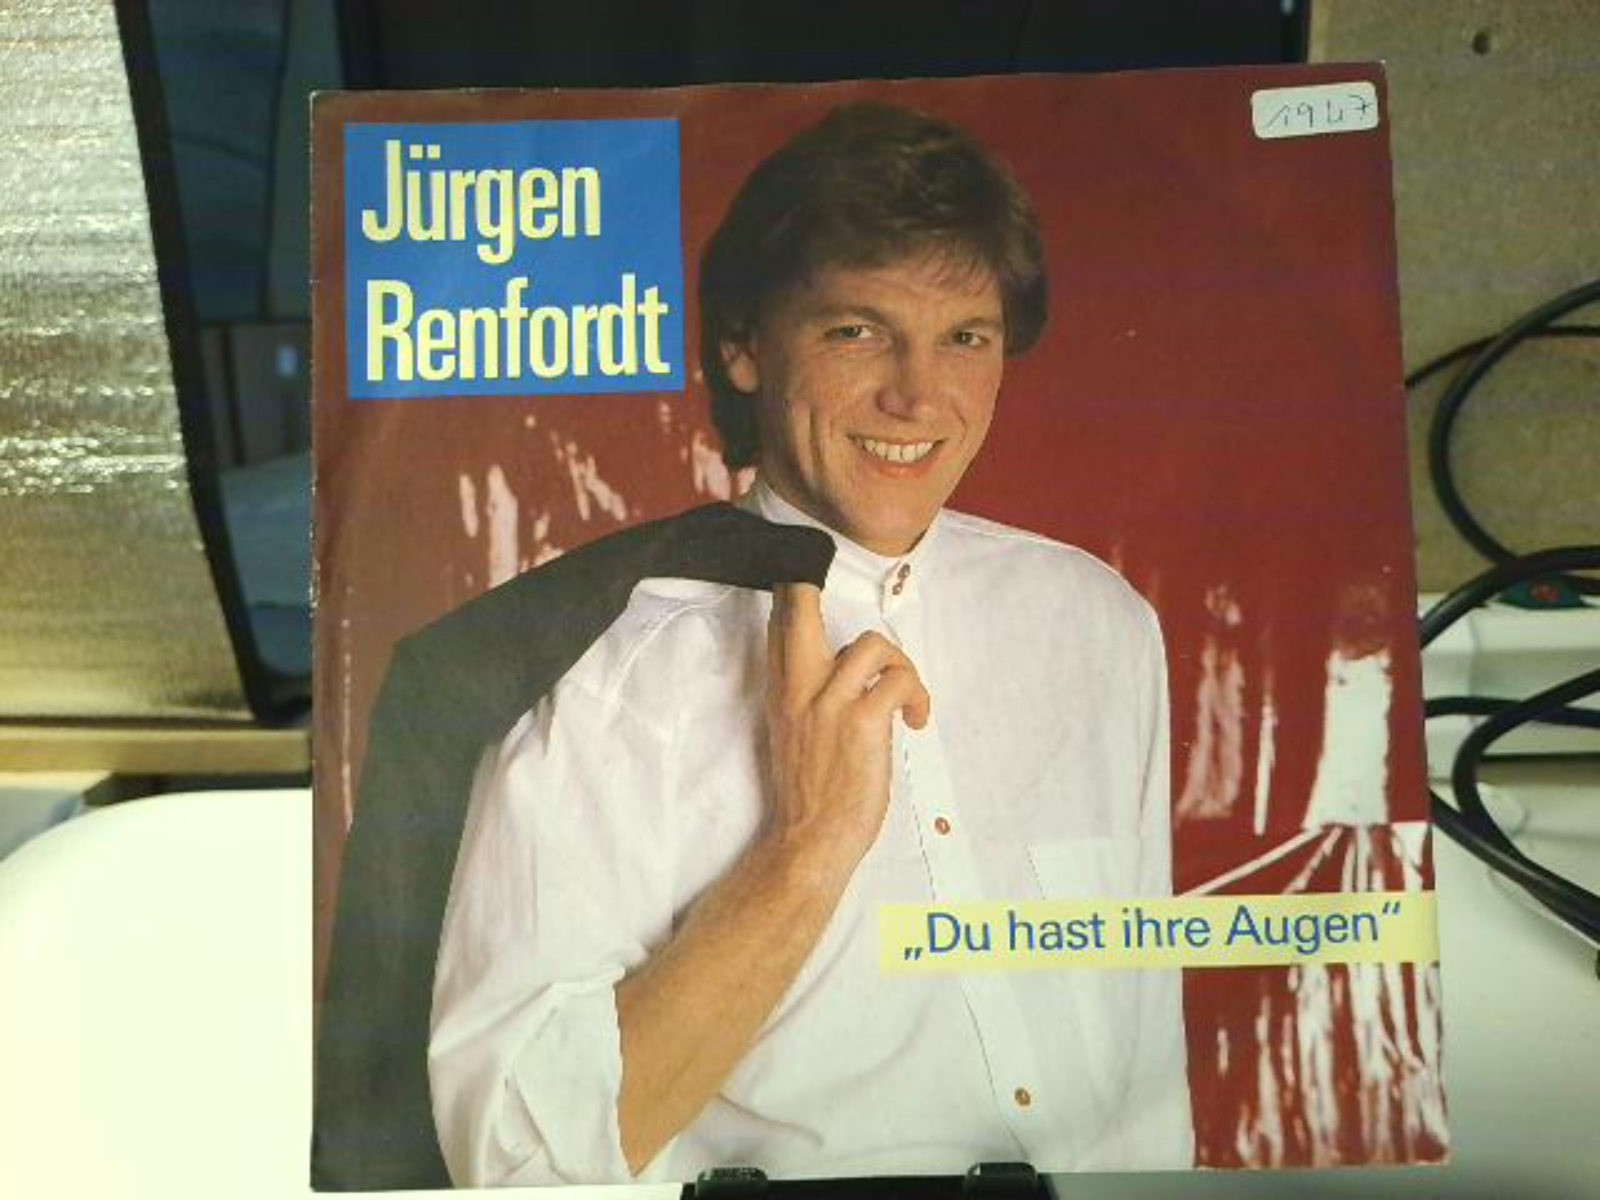 Jürgen
Renfordt
1947
„Du hast ihre Augen“